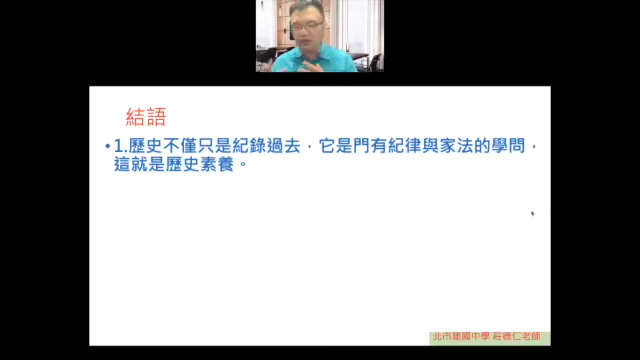 結語
•1.歷史不僅只是紀錄過去，它是門有紀律與家法的學問，
這就是歷史素養。
北市建國中學 莊德仁老師